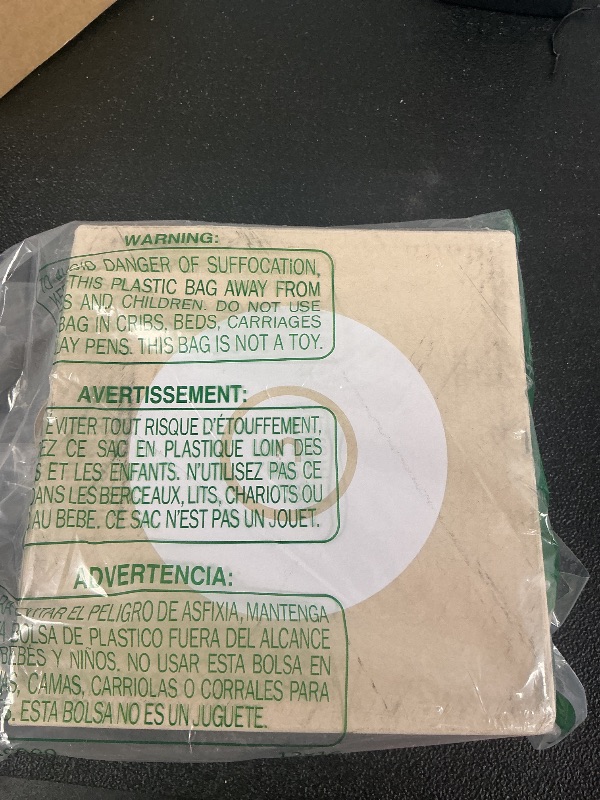 WARNING:
DANGER OF SUFFOCATION,
THIS PLASTIC BAG AWAY FROM
S AND CHILDREN. DO NOT USE
BAG IN CRIBS, BEDS, CARRIAGES
AY PENS. THIS BAG IS NOT A TOY.
AVERTISSEMENT:
EVITER TOUT RISQUE D'ÉTOUFFEMENT,
EZ CE SAC EN PLASTIQUE LOIN DES
S ET LES ENFANTS. N'UTILISEZ PAS CE
DANS LES BERCEAUX, LITS, CHARIOTS OU
AU BEBE. CE SAC N'EST PAS UN JOUET.
ADVERTENCIA:
EL PELIGRO DE ASFIXIA, MANTENGA
BOLSA DE PLASTICO FUERA DEL ALCANCE
BEBÈS Y NIÑOS. NO USAR ESTA BOLSA EN
S, CAMAS, CARRIOLAS O CORRALES PARA
S. ESTA BOLSA NO ES UN JUGUETE.